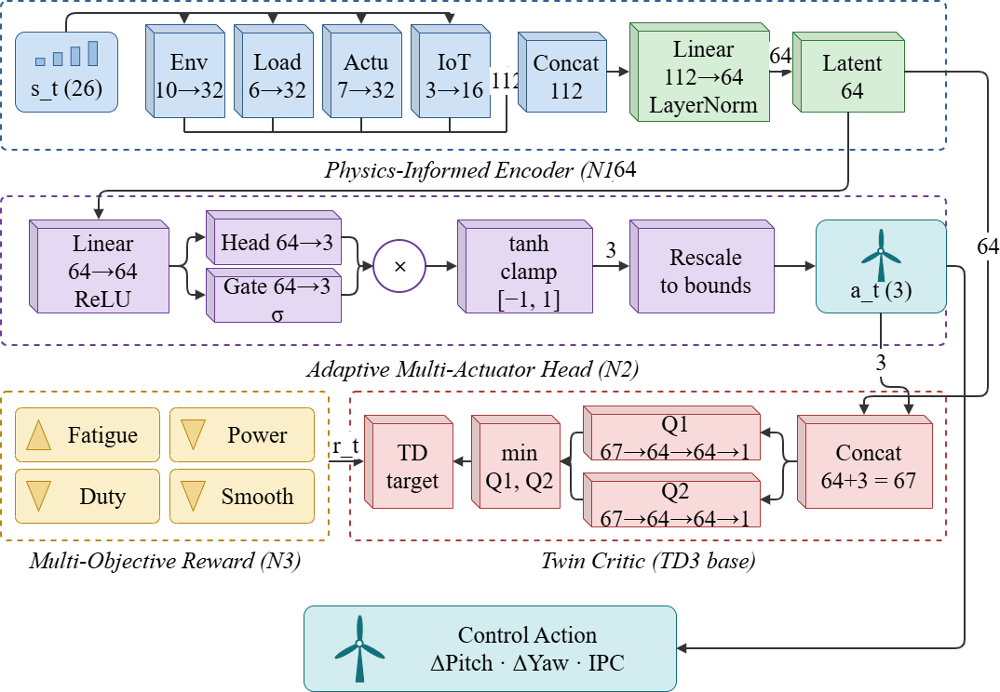 s_t (26)
Env
10→32
Load
6→32
Actu
7→32
IoT
3→16
112
Concat
112
Linear
112→64
LayerNorm
64
Latent
64
Physics-Informed Encoder (N1
64
Linear
64→64
ReLU
Head 64→3
Gate 64→3
σ
×
tanh
clamp
[−1, 1]
3
Rescale
to bounds
a_t (3)
64
Adaptive Multi-Actuator Head (N2)
3
Fatigue
Power
Duty
Smooth
r_t
TD
target
min
Q1, Q2
Q1
67→64→64→1
Q2
67→64→64→1
Concat
64+3 = 67
Multi-Objective Reward (N3)
Twin Critic (TD3 base)
Control Action
ΔPitch · ΔYaw · IPC